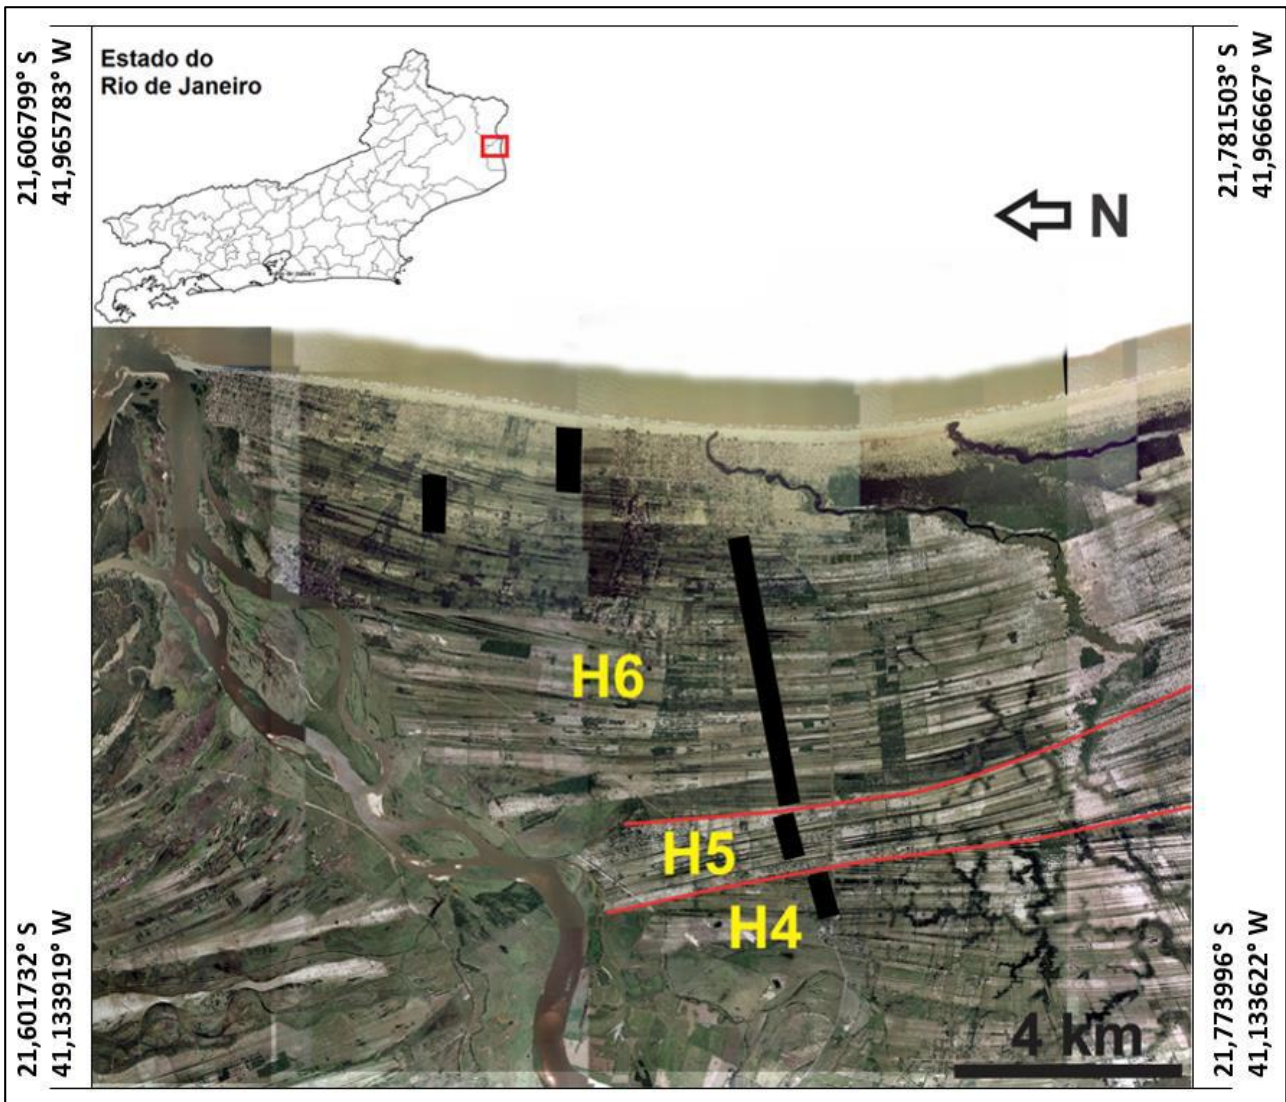 21,606799° S
41,965783° W
Estado do
Rio de Janeiro
N
21,781503° S
41,966667° W
H6
H5
H4
21,601732° S
41,133919° W
4 km
21,773996° S
41,133622° W